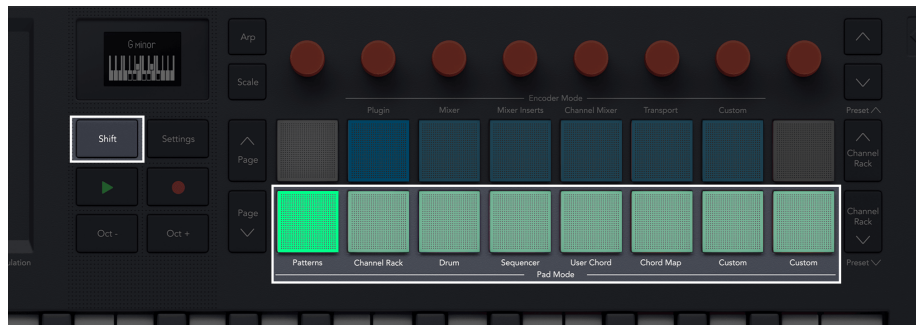 G minor
Arp
Scale
Encoder Mode
Plugin
Mixer
Mixer Inserts
Channel Mixer
Transport
Custom
Preset
Shift
Settings
Page
Channel
Rack
Page
Channel
Rack
Oct -
Oct +
Patterns
Channel Rack
Drum
Sequencer
User Chord
Chord Map
Custom
Custom
Preset
Pad Mode